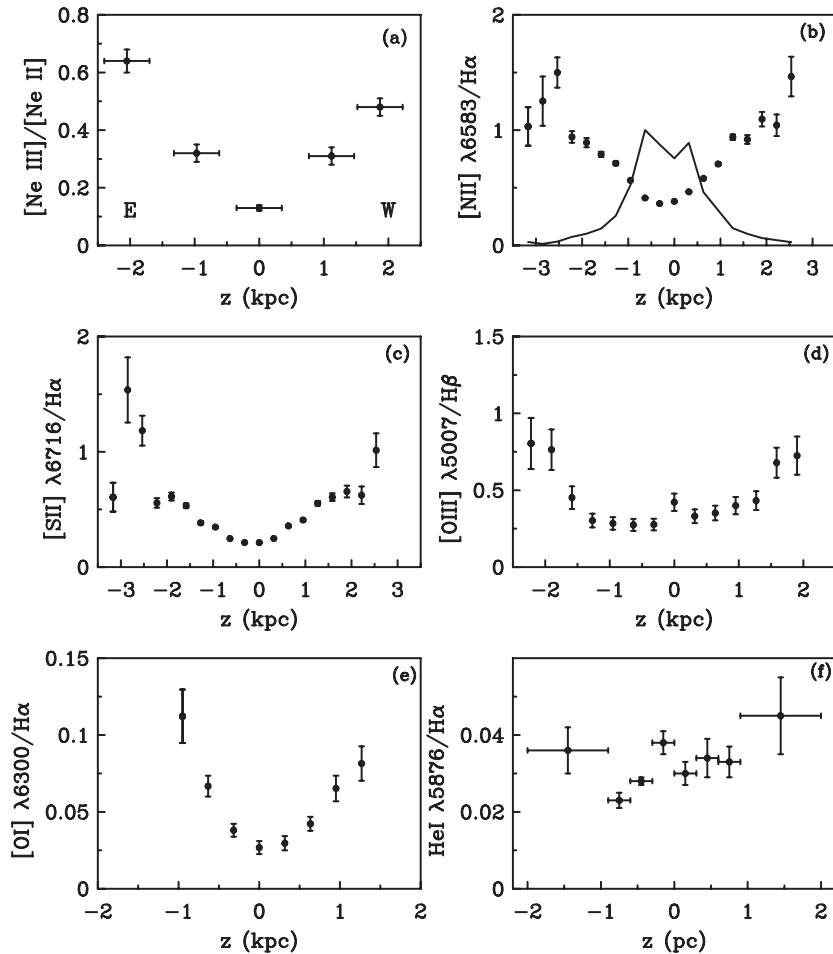 (a)
[Ne III]/[Ne II]
0.8
0.6
0.4
0.2
0
E
W
−2 −1 0 1 2
z (kpc)
(b)
[NII] λ6583/Hα
2
1.5
1
0.5
0
−3 −2 −1 0 1 2 3
z (kpc)
(c)
[SII] λ6716/Hα
2
1
0
−3 −2 −1 0 1 2 3
z (kpc)
(d)
[OIII] λ5007/Hβ
1.5
1
0.5
0
−2 −1 0 1 2
z (kpc)
(e)
[OI] λ6300/Hα
0.15
0.1
0.05
0
−2 −1 0 1 2
z (kpc)
(f)
HeI λ5876/Hα
0.04
0.02
0
−2 −1 0 1 2
z (pc)